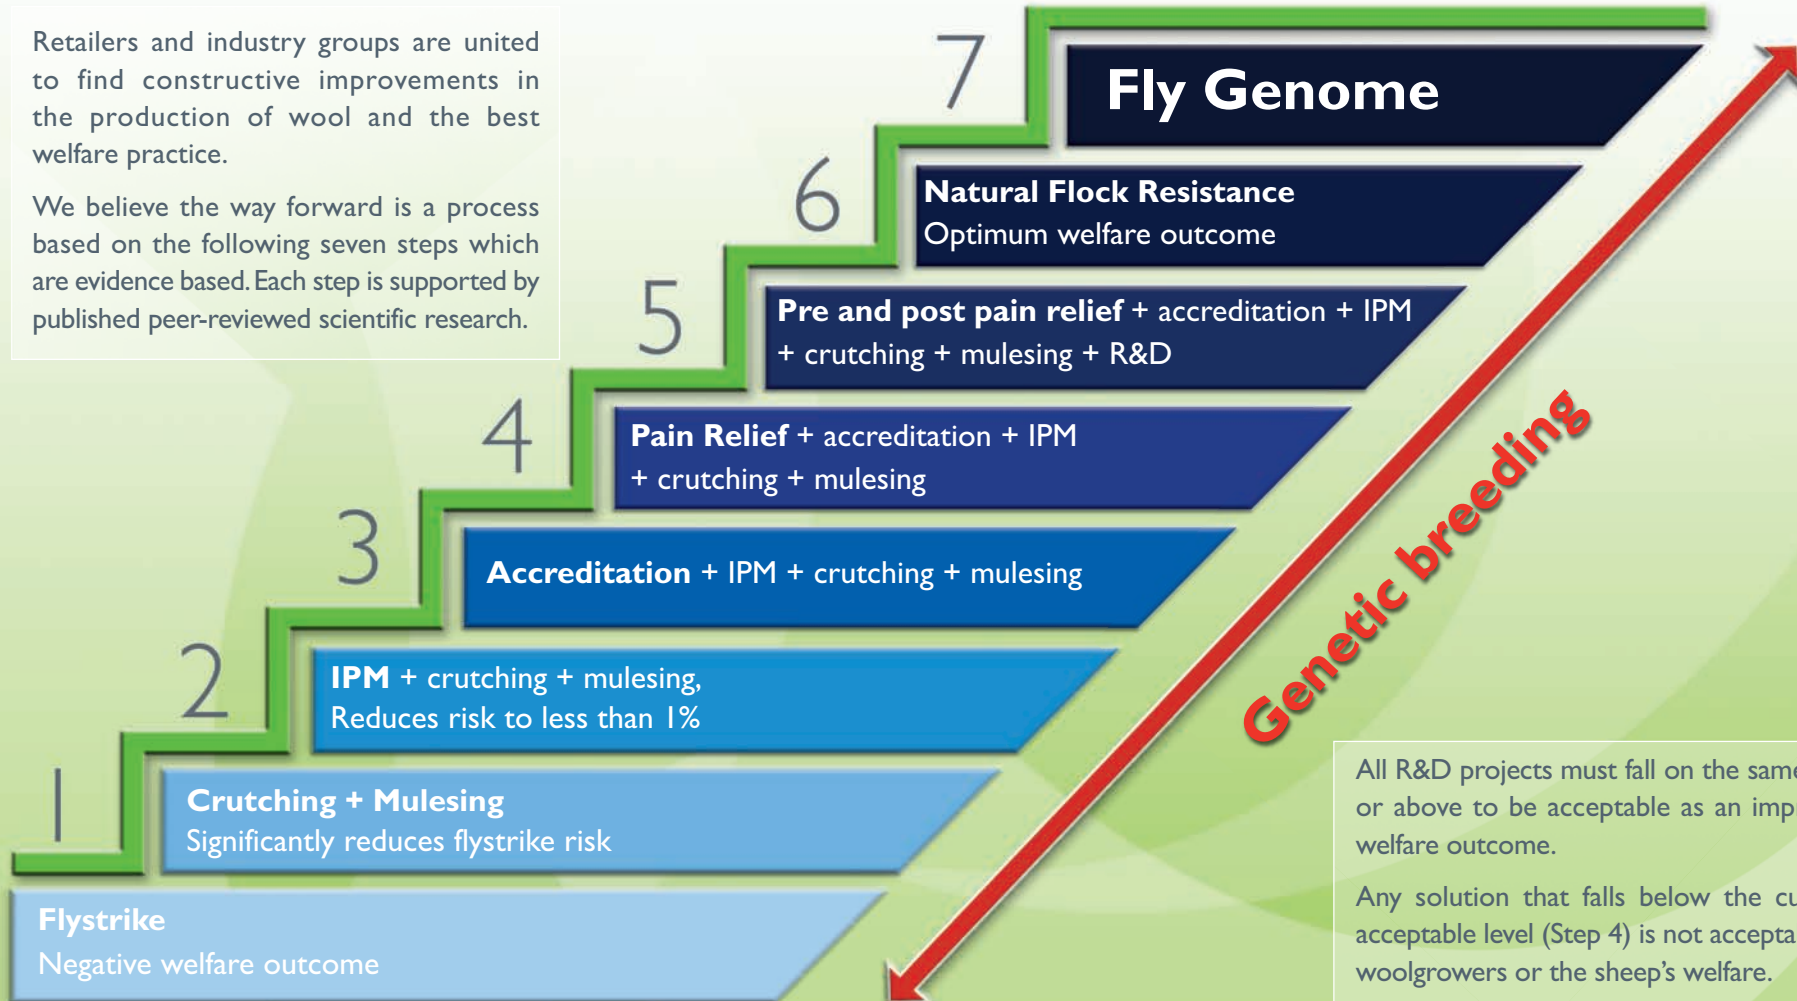 Retailers and industry groups are united
to find constructive improvements in
the production of wool and the best
welfare practice.
We believe the way forward is a process
based on the following seven steps which
are evidence based. Each step is supported by
published peer-reviewed scientific research.
7
Fly Genome
6
Natural Flock Resistance
Optimum welfare outcome
5
Pre and post pain relief + accreditation + IPM
+ crutching + mulesing + R&D
4
Pain Relief + accreditation + IPM
+ crutching + mulesing
3
Accreditation + IPM + crutching + mulesing
2
IPM + crutching + mulesing,
Reduces risk to less than 1%
1
Crutching + Mulesing
Significantly reduces flystrike risk
Flystrike
Negative welfare outcome
Genetic breeding
All R&D projects must fall on the same
or above to be acceptable as an
welfare outcome.
Any solution that falls below the
acceptable level (Step 4) is not
woolgrowers or the sheep's welfare.